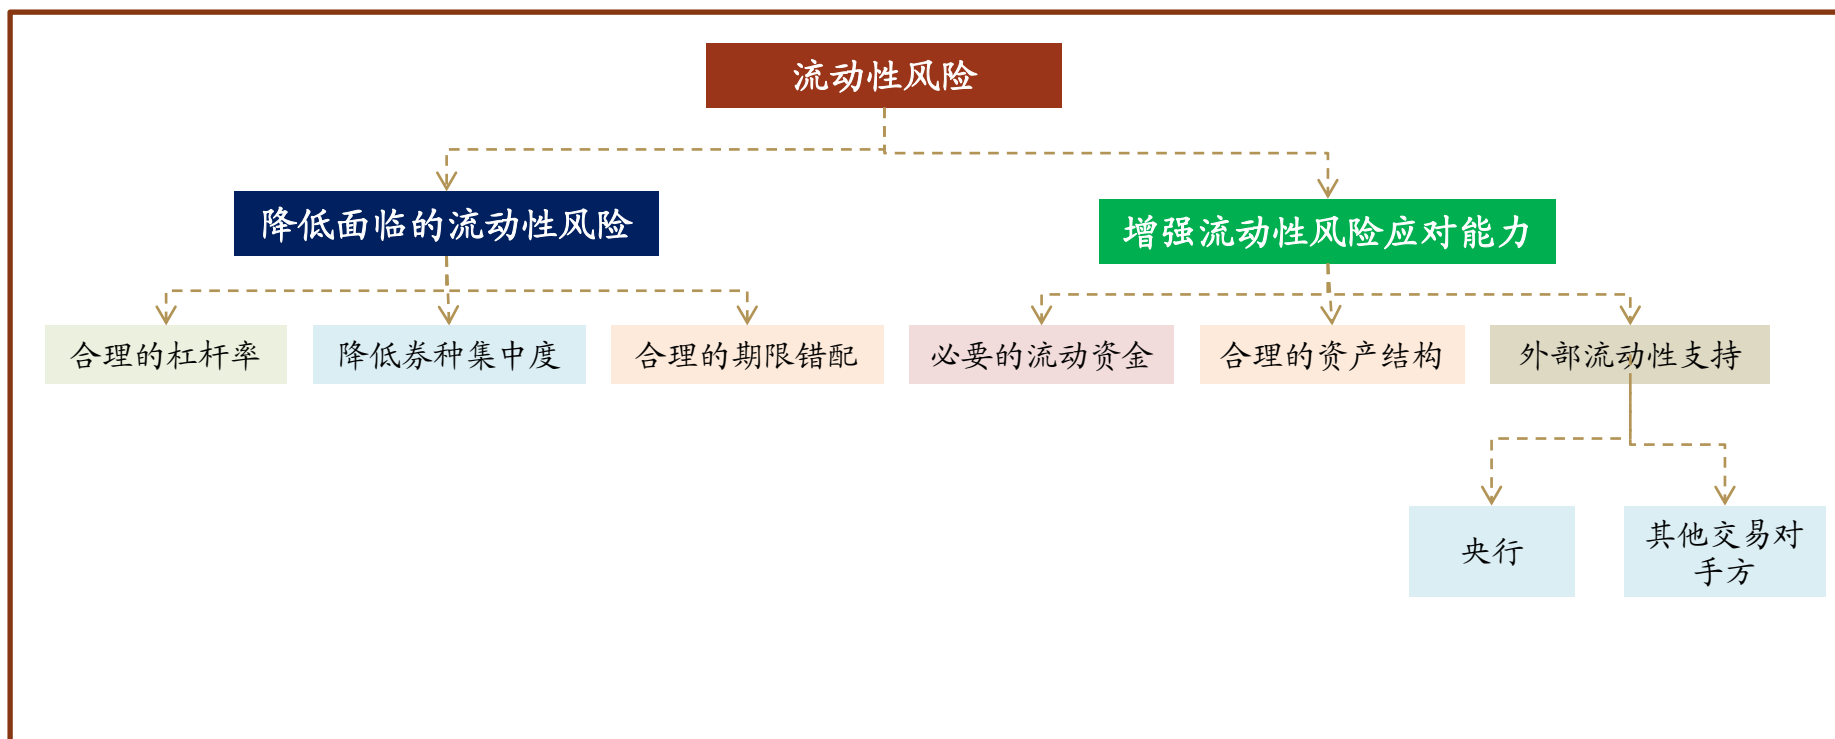 流动性风险
降低面临的流动性风险
增强流动性风险应对能力
合理的杠杆率
降低券种集中度
合理的期限错配
必要的流动资金
合理的资产结构
外部流动性支持
央行
其他交易对
手方